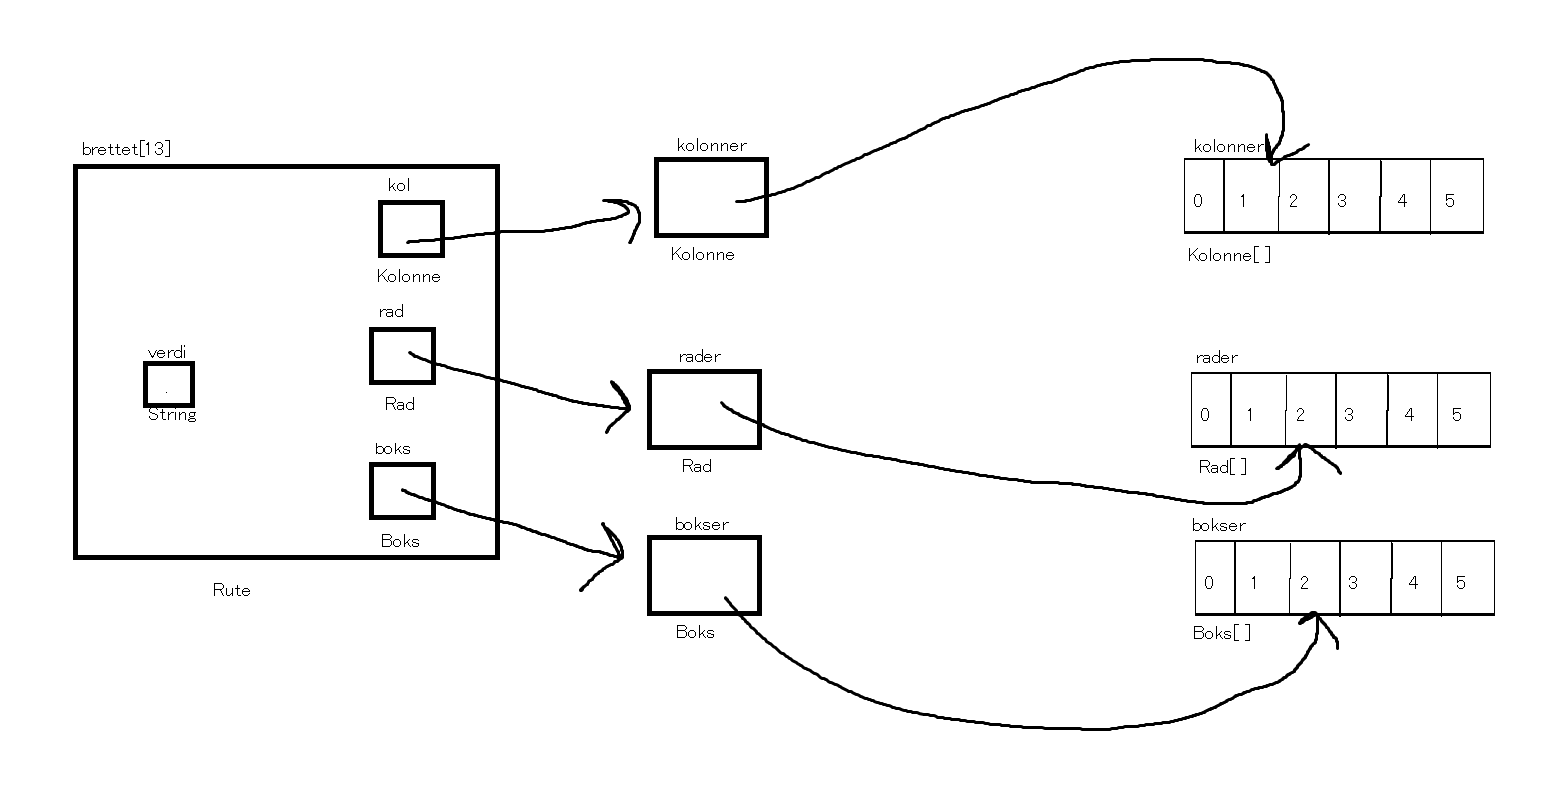 brettet[13]
kol
Kolonne
rad
Rad
verdi
String
boks
Boks
Rute
kolonner
Kolonne
rader
Rad
bokser
Boks
kolonner
0 1 2 3 4 5
Kolonne[ ]
rader
0 1 2 3 4 5
Rad[ ]
bokser
0 1 2 3 4 5
Boks[ ]